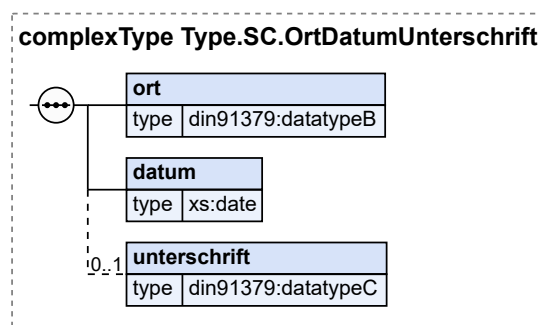 complexType Type.SC.OrtDatumUnterschrift
ort
type din91379:datatypeB
datum
type xs:date
0..1
unterschrift
type din91379:datatypeC